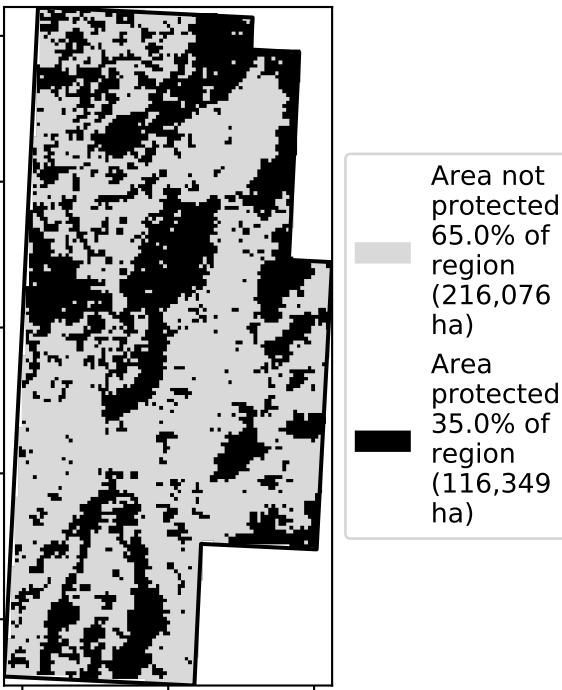 Area not
protected
65.0% of
region
(216,076
ha)
Area
protected
35.0% of
region
(116,349
ha)